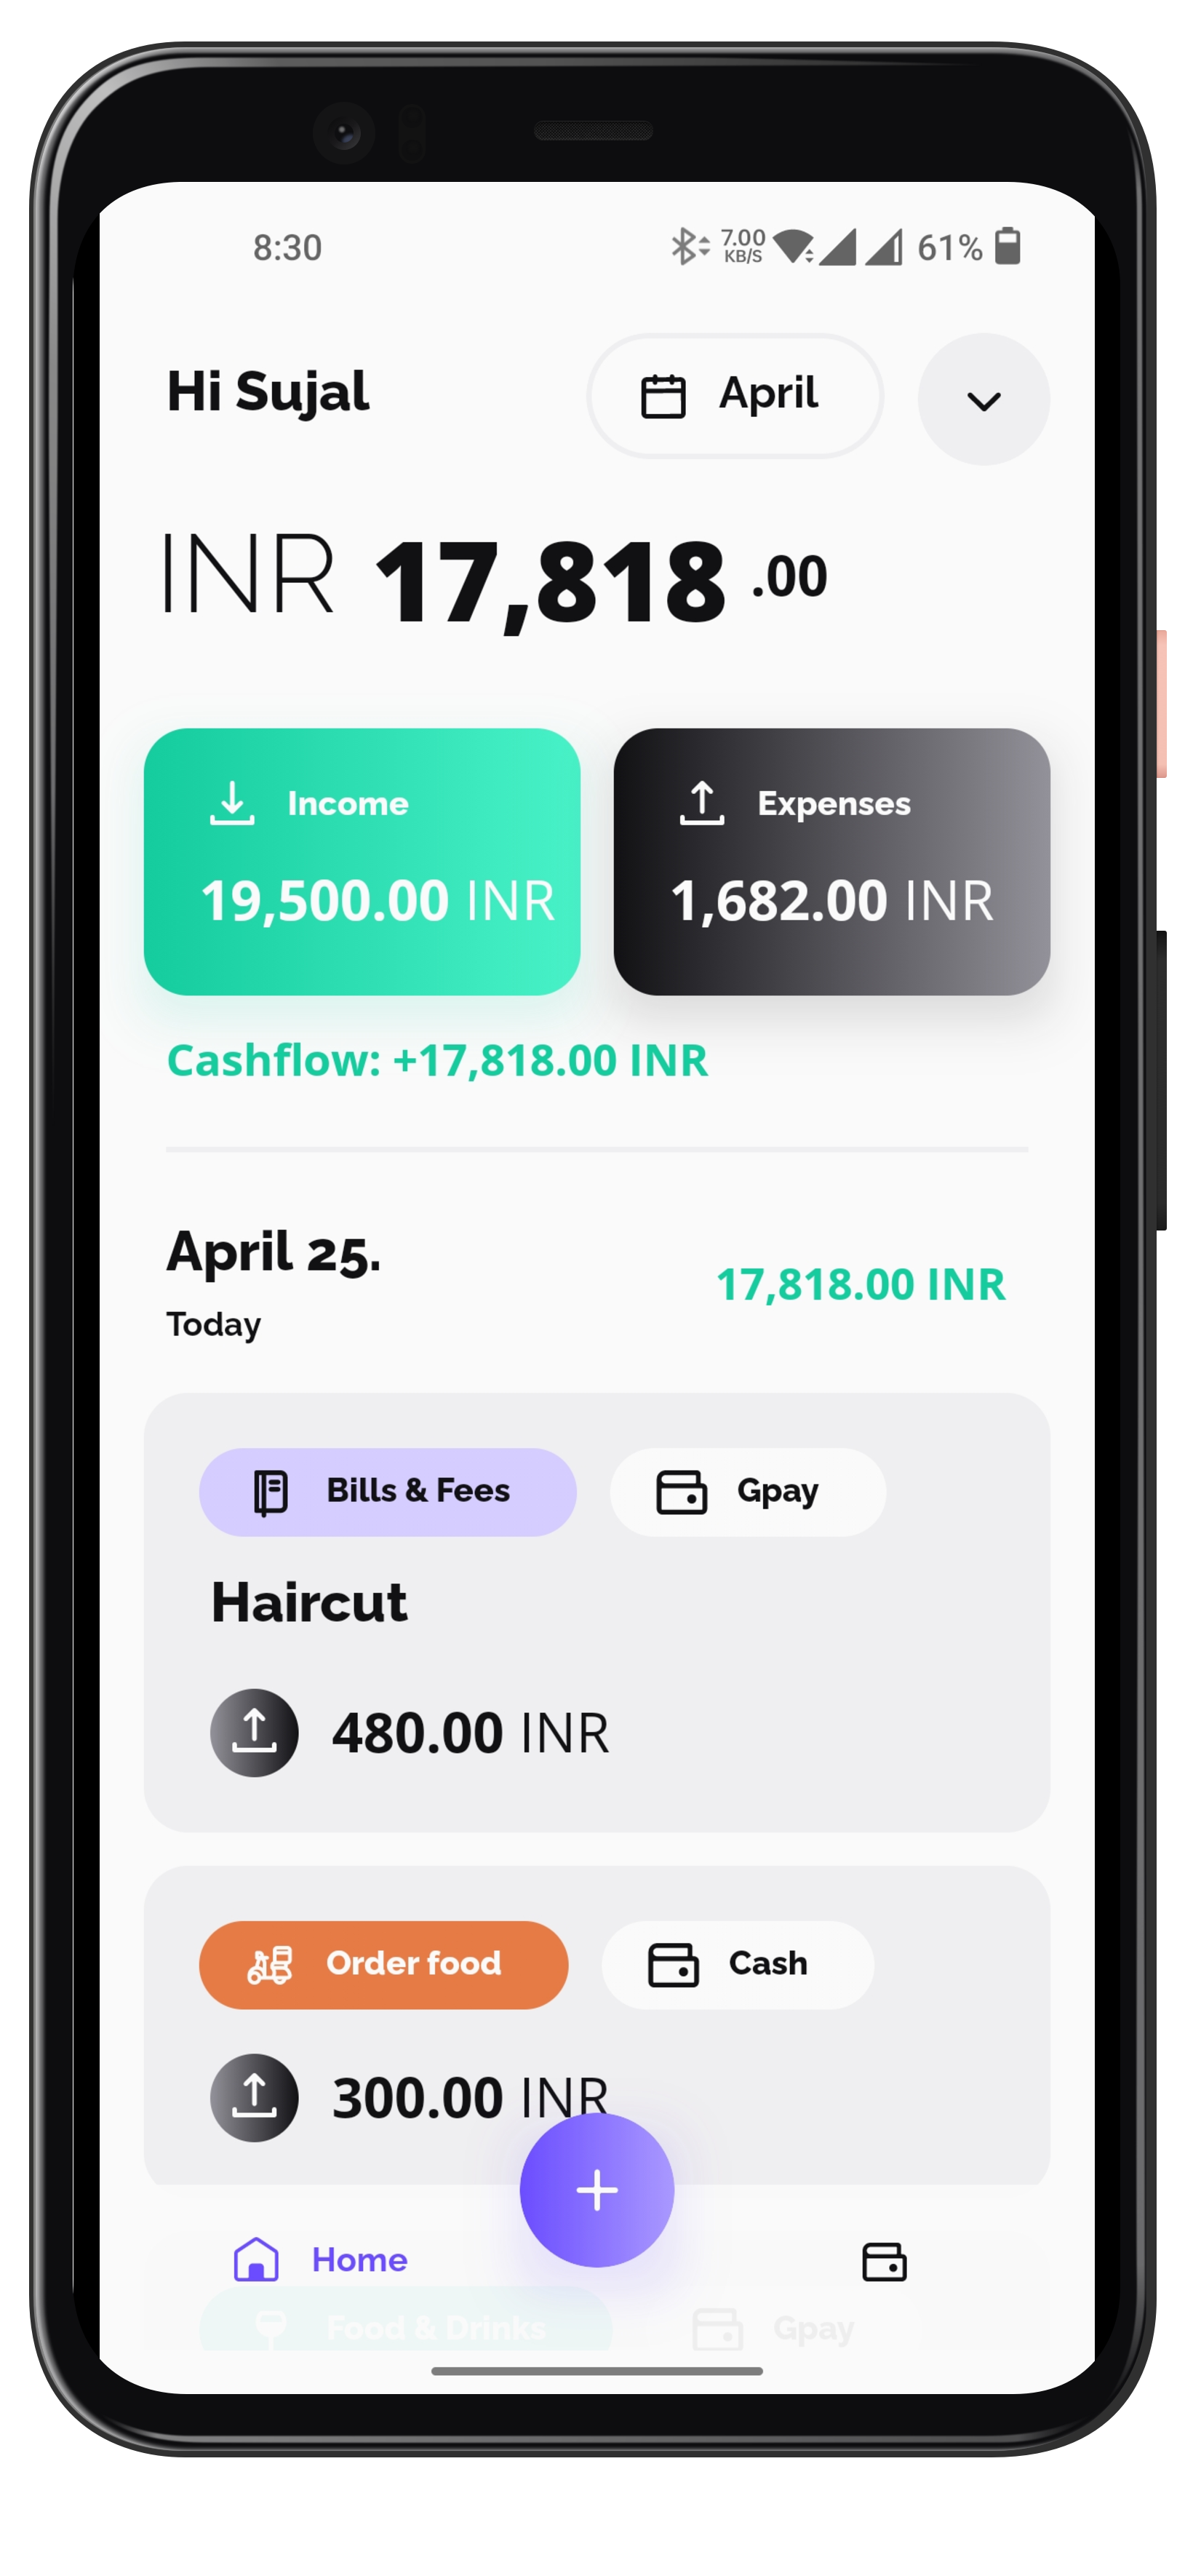 8:30 7.00 KB/S 61%
Hi Sujal April
INR 17,818 .00
Income Expenses
19,500.00 INR 1,682.00 INR
Cashflow: +17,818.00 INR
April 25.
17,818.00 INR
Today
Bills & Fees Gpay
Haircut
480.00 INR
Order food Cash
300.00 INR
Home
Food & Drinks Gpay